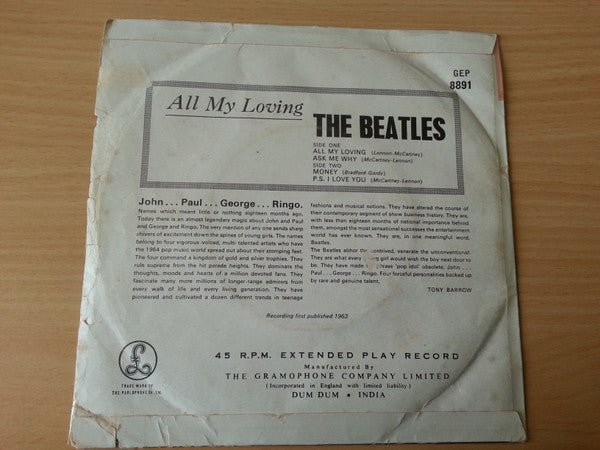 GEP
8891
All My Loving
THE BEATLES
SIDE ONE
ALL MY LOVING (Lennon-McCartney)
ASK ME WHY (McCartney-Lennon)
SIDE TWO
MONEY (Bradford-Gordy)
P.S. I LOVE YOU (McCartney-Lennon)
John . . . Paul . . . George . . . Ringo.
Names which meant little or nothing eighteen months ago.
Today there is an almost legendary magic about John and Paul
and George and Ringo. The very mention of any one sends sharp
shivers of excitement down the spines of young girls. The names
belong to four vigorous voiced, multi-talented artists who have
the 1964 pop music world spread out about their stomping feet.
The four command a kingdom of gold and silver trophies. They
rule supreme from the hit parade heights. They dominate the
thoughts, moods and hearts of a million devoted fans. They
fascinate many more millions of longer-range admirers from
every walk of life and every living generation. They have
pioneered and cultivated a dozen different trends in teenage
fashions and musical notions. They have altered the course of
their contemporary segment of show business history. They are,
with less than eighteen months of national importance behind
them, amongst the most sensational successes the entertainment
world has ever known. They are, in one meaningful word,
Beatles.
The Beatles abhor the contrived, venerate the unconventional.
They are what every young girl would with the boy next door to
be. They have made phrase 'pop idol' obsolete. John . . .
Paul . . . George . . . Ringo. Four forceful personalities backed up
by rare and genuine talent.
TONY BARROW
Recording first published 1963
45 R.P.M. EXTENDED PLAY RECORD
Manufactured By
THE GRAMOPHONE COMPANY LIMITED
(Incorporated in England with limited liability)
DUM DUM • INDIA
£
TRADE MARK OF
THE PARLOPHONE Co. Ltd.